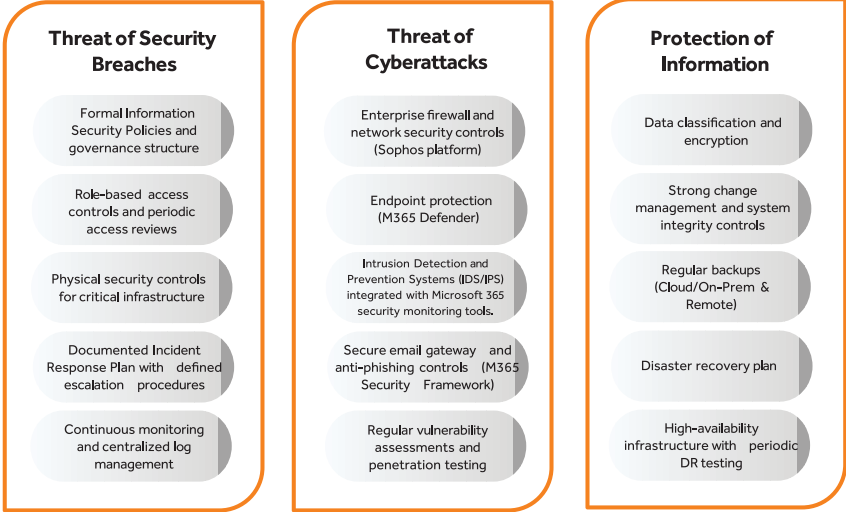 Threat of Security
Breaches
Formal Information
Security Policies and
governance structure
Role-based access
controls and periodic
access reviews
Physical security controls
for critical infrastructure
Documented Incident
Response Plan with defined
escalation procedures
Continuous monitoring
and centralized log
management
Threat of
Cyberattacks
Enterprise firewall and
network security controls
(Sophos platform)
Endpoint protection
(M365 Defender)
Intrusion Detection and
Prevention Systems (IDS/IPS)
integrated with Microsoft 365
security monitoring tools.
Secure email gateway and
anti-phishing controls (M365
Security Framework)
Regular vulnerability
assessments and
penetration testing
Protection of
Information
Data classification and
encryption
Strong change
management and system
integrity controls
Regular backups
(Cloud/On-Prem &
Remote)
Disaster recovery plan
High-availability
infrastructure with periodic
DR testing